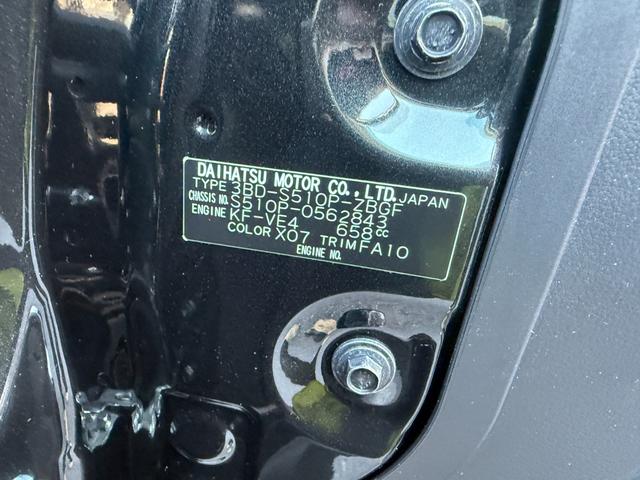 DAIHATSU MOTOR CO., LTD. JAPAN
TYPE 3BD-S510P-ZBGF
CHASSIS NO. S510P-0562843
ENGINE KF-VE4 658cc
COLOR X07 TRIM FA10
ENGINE NO.